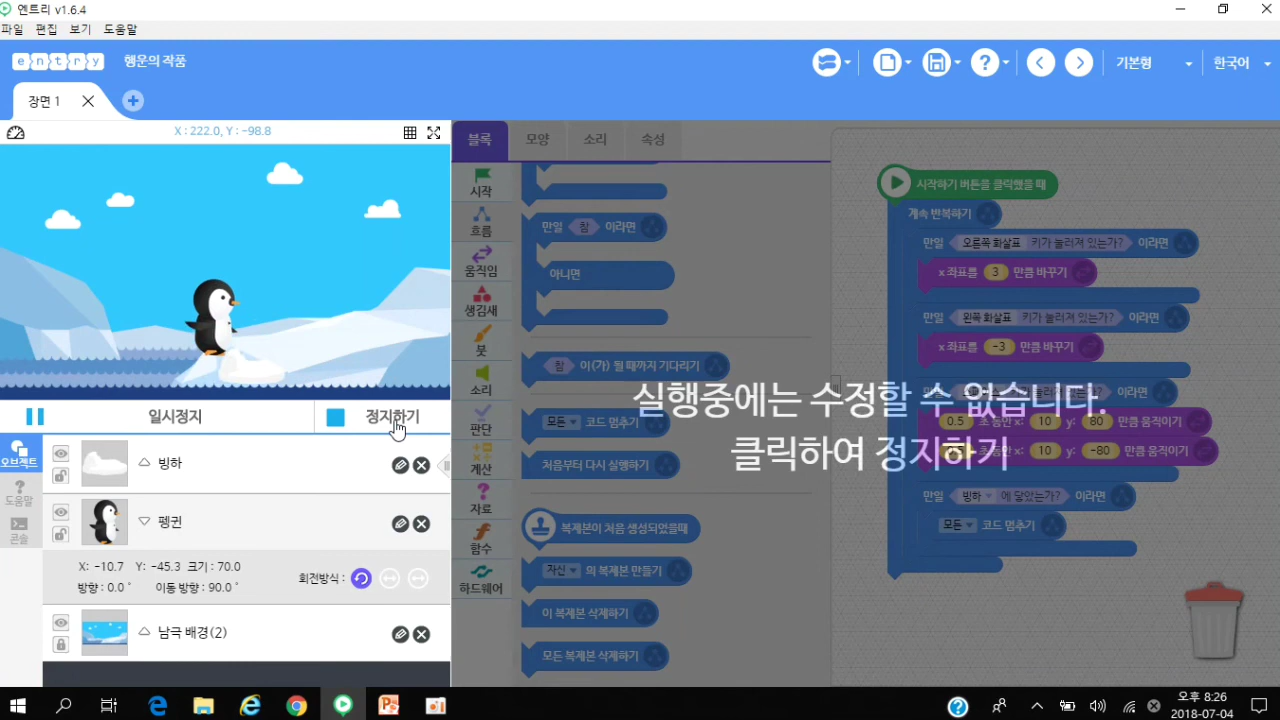 엔트리 v1.6.4
파일 편집 보기 도움말
entry 행운의 작품
기본형 한국어
장면 1
X : 222.0, Y : -98.8
블록 모양 소리 속성
시작
흐름
움직임
생김새
붓
소리
판단
계산
자료
함수
하드웨어
만일 참 이라면
아니면
참 이(가) 될 때까지 기다리기
모든 코드 멈추기
처음부터 다시 실행하기
복제본이 처음 생성되었을때
자신 의 복제본 만들기
이 복제본 삭제하기
모든 복제본 삭제하기
시작하기 버튼을 클릭했을 때
계속 반복하기
만일 오른쪽 화살표 키가 눌러져 있는가? 이라면
x 좌표를 3 만큼 바꾸기
만일 왼쪽 화살표 키가 눌러져 있는가? 이라면
x 좌표를 -3 만큼 바꾸기
이라면
0.5 초 동안 x: 10 y: 80 만큼 움직이기
초 동안 x: 10 y: -80 만큼 움직이기
만일 빙하 에 닿았는가? 이라면
모든 코드 멈추기
실행중에는 수정할 수 없습니다.
클릭하여 정지하기
일시정지 정지하기
오브젝트
도움말
콘솔
빙하
펭귄
X: -10.7 Y: -45.3 크기 : 70.0
방향 : 0.0 ˚ 이동 방향 : 90.0 ˚
회전방식 :
남극 배경(2)
오후 8:26
2018-07-04